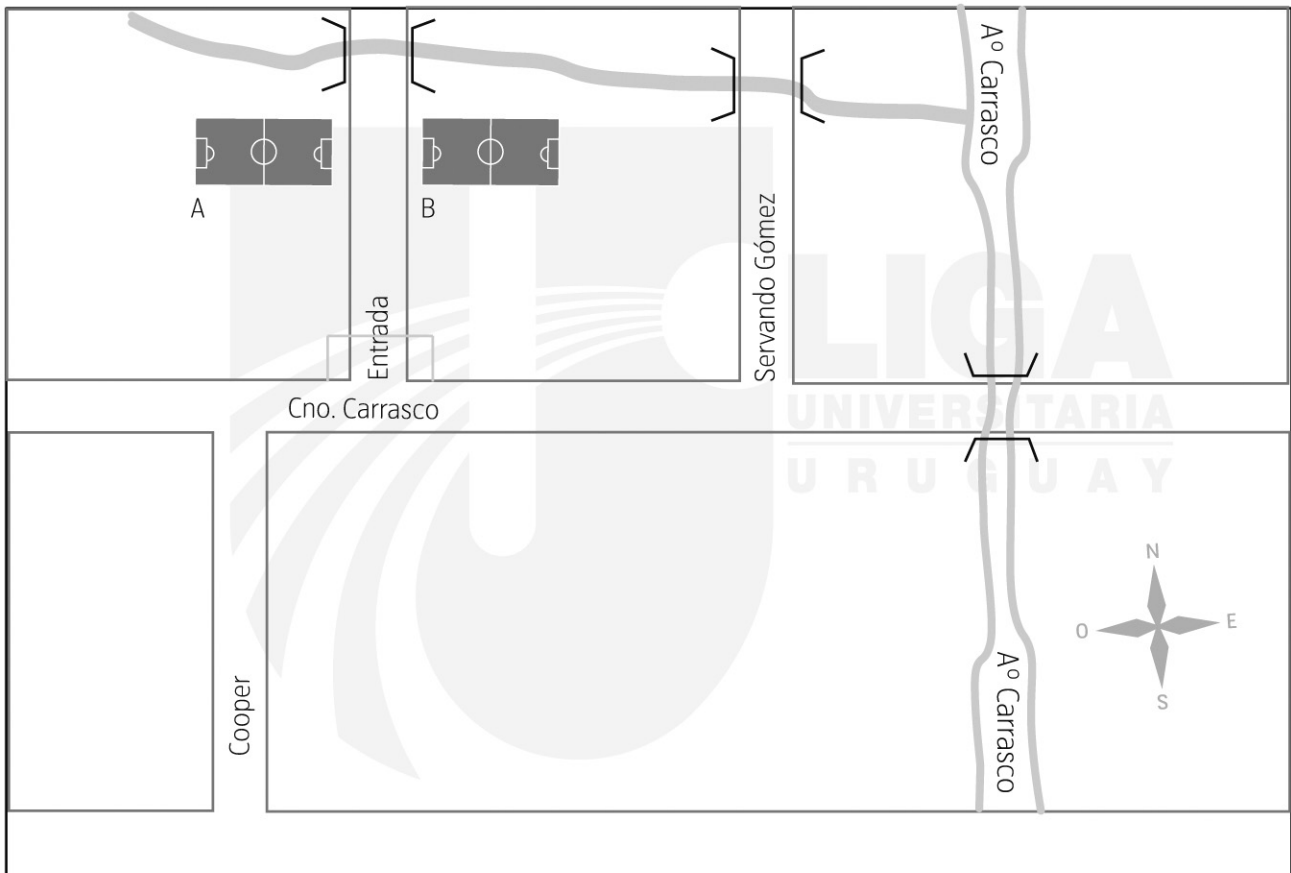 Aº Carrasco
A
B
Servando Gómez
Entrada
LIGA
Cno. Carrasco
UNIVERSITARIA
URUGUAY
N
O
E
S
Cooper
Aº Carrasco